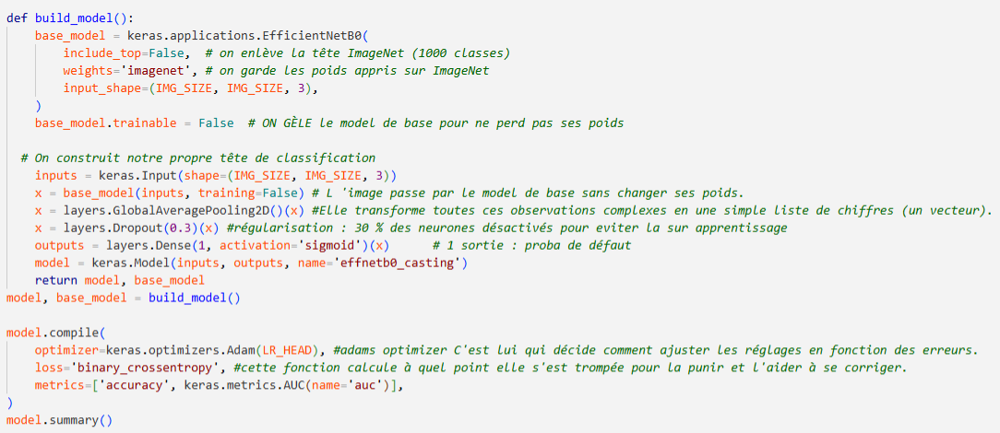 def build_model():
    base_model = keras.applications.EfficientNetB0(
        include_top=False,  # on enlève la tête ImageNet (1000 classes)
        weights='imagenet', # on garde les poids appris sur ImageNet
        input_shape=(IMG_SIZE, IMG_SIZE, 3),
    )
    base_model.trainable = False  # ON GÈLE le model de base pour ne perd pas ses poids
  # On construit notre propre tête de classification
    inputs = keras.Input(shape=(IMG_SIZE, IMG_SIZE, 3))
    x = base_model(inputs, training=False) # L 'image passe par le model de base sans changer ses poids.
    x = layers.GlobalAveragePooling2D()(x) #Elle transforme toutes ces observations complexes en une simple liste de chiffres (un vecteur).
    x = layers.Dropout(0.3)(x) #régularisation : 30 % des neurones désactivés pour eviter la sur apprentissage
    outputs = layers.Dense(1, activation='sigmoid')(x)      # 1 sortie : proba de défaut
    model = keras.Model(inputs, outputs, name='effnetb0_casting')
    return model, base_model
model, base_model = build_model()
model.compile(
    optimizer=keras.optimizers.Adam(LR_HEAD), #adams optimizer C'est lui qui décide comment ajuster les réglages en fonction des erreurs.
    loss='binary_crossentropy', #cette fonction calcule à quel point elle s'est trompée pour la punir et l'aider à se corriger.
    metrics=['accuracy', keras.metrics.AUC(name='auc')],
)
model.summary()